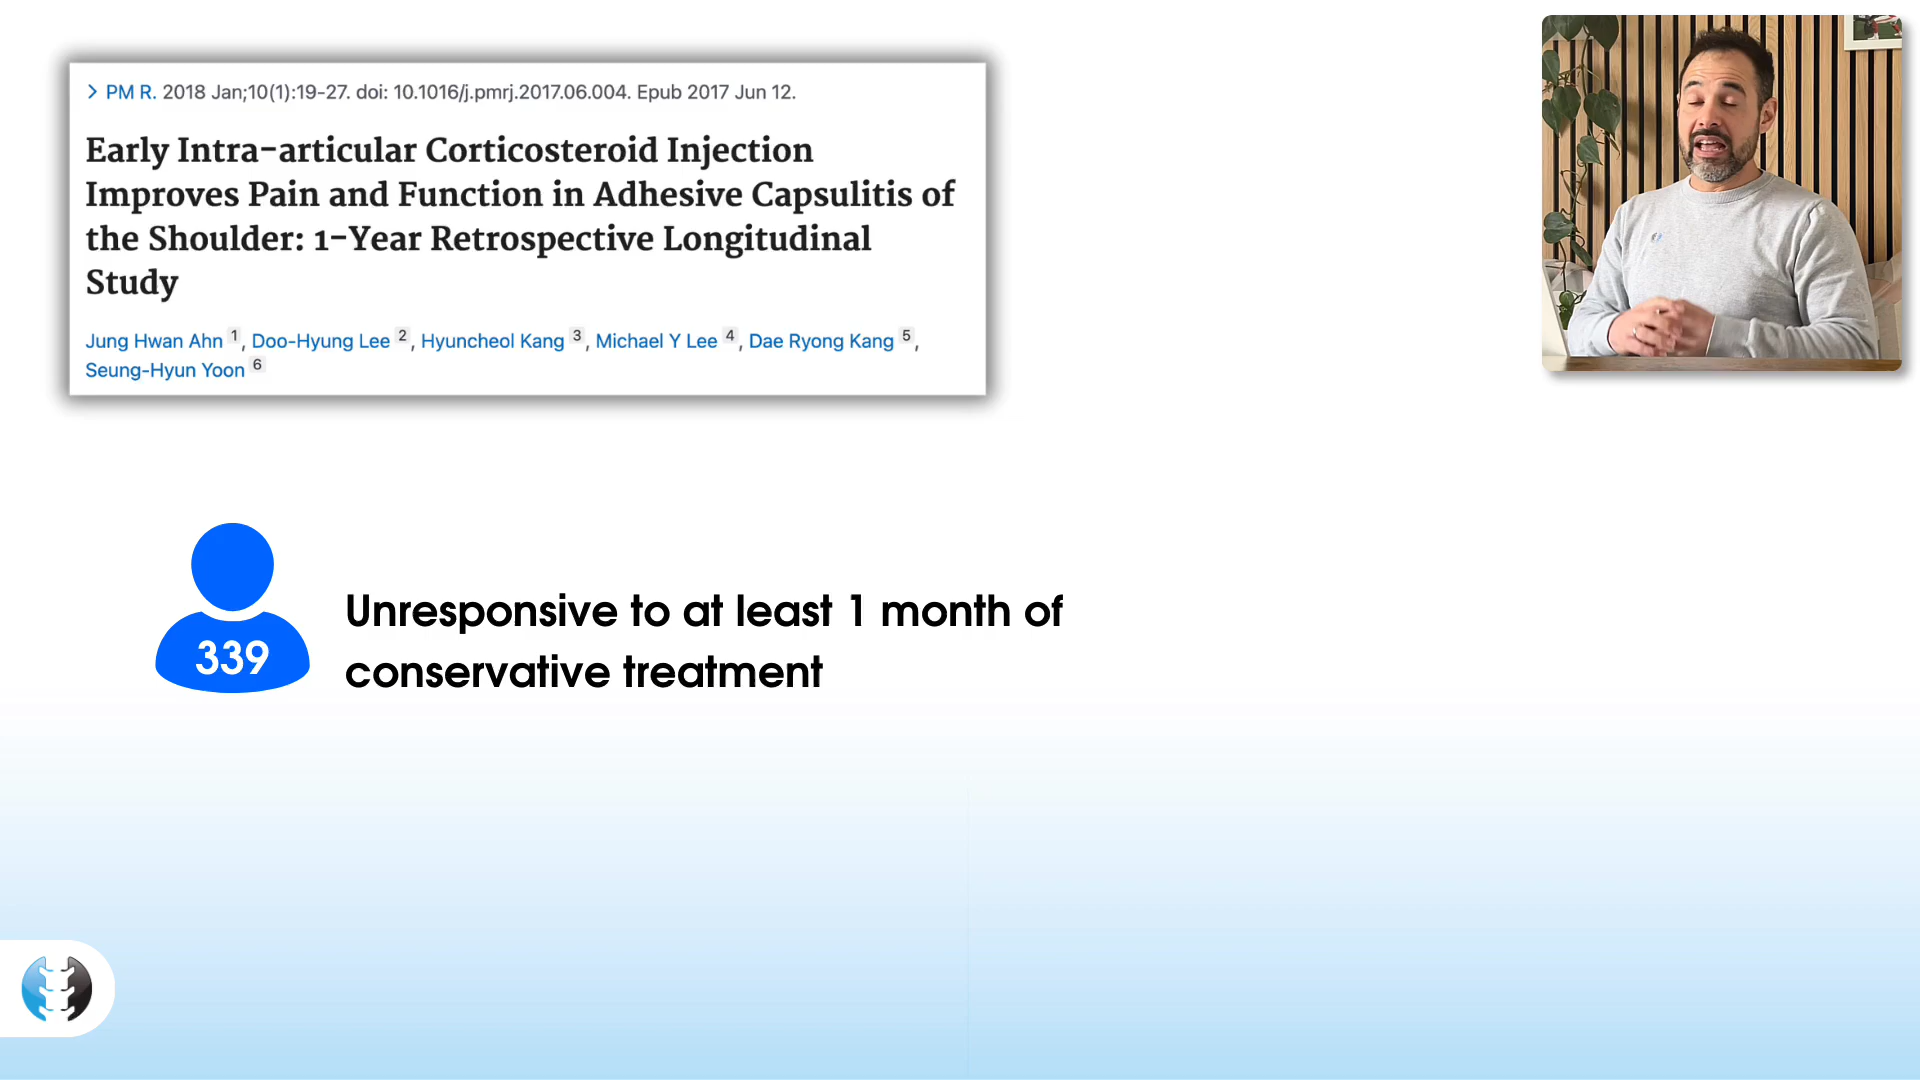 PM R. 2018 Jan;10(1):19-27. doi: 10.1016/j.pmrj.2017.06.004. Epub 2017 Jun 12.
Early Intra-articular Corticosteroid Injection
Improves Pain and Function in Adhesive Capsulitis of
the Shoulder: 1-Year Retrospective Longitudinal
Study
Jung Hwan Ahn 1, Doo-Hyung Lee 2, Hyuncheol Kang 3, Michael Y Lee 4, Dae Ryong Kang 5,
Seung-Hyun Yoon 6
339
Unresponsive to at least 1 month of
conservative treatment